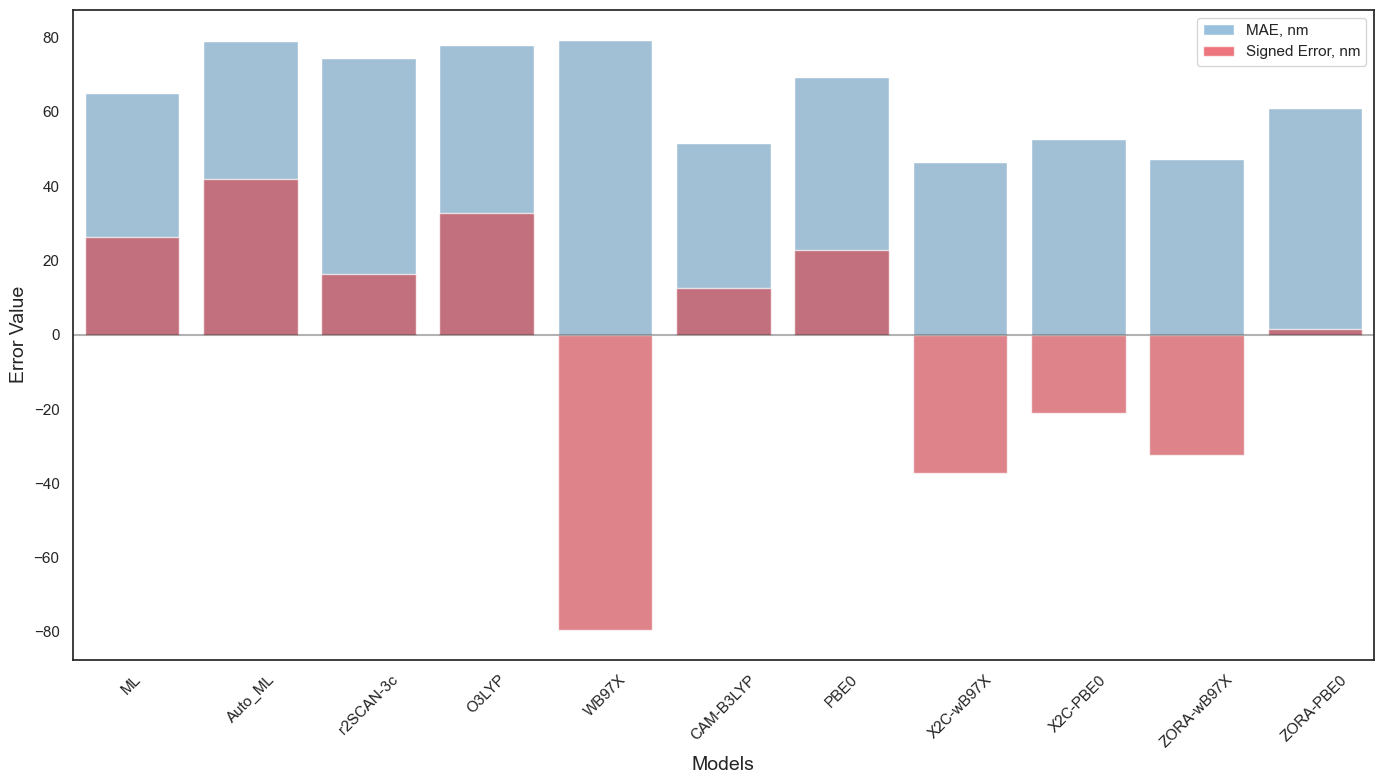 MAE, nm
Signed Error, nm
Error Value
80
60
40
20
0
−20
−40
−60
−80
ML
Auto_ML
r2SCAN-3c
O3LYP
WB97X
CAM-B3LYP
PBE0
X2C-wB97X
X2C-PBE0
ZORA-wB97X
ZORA-PBE0
Models